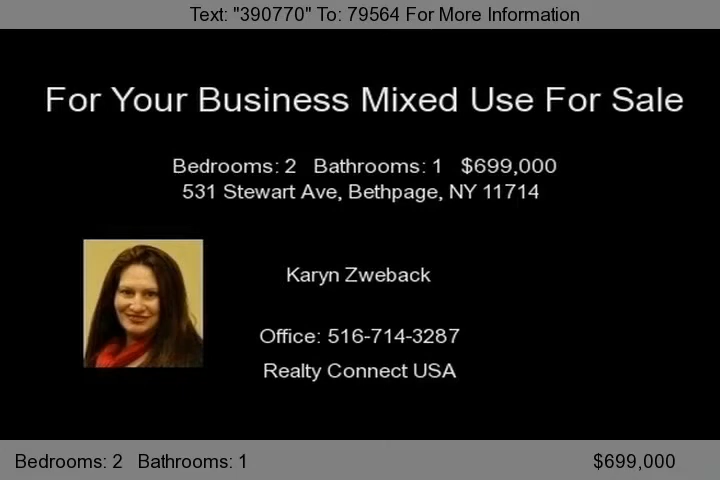 Text: "390770" To: 79564 For More Information
For Your Business Mixed Use For Sale
Bedrooms: 2 Bathrooms: 1 $699,000
531 Stewart Ave, Bethpage, NY 11714
Karyn Zweback
Office: 516-714-3287
Realty Connect USA
Bedrooms: 2 Bathrooms: 1 $699,000